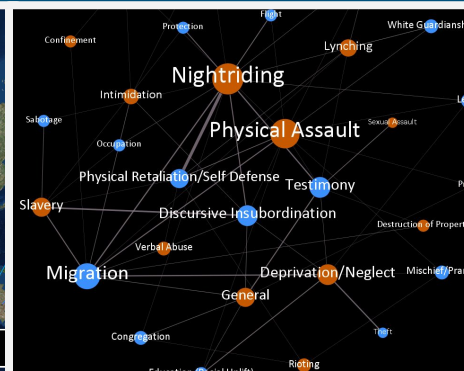 Flight
Protection
White Guardiansh
Confinement
Lynching
Nightriding
Intimidation
Sabotage
Sexual Assault
Physical Assault
Occupation
Physical Retaliation/Self Defense
Testimony
Slavery
Discursive Insubordination
Destruction of Propert
Verbal Abuse
Migration
Deprivation/Neglect
Mischief/Pran
General
Theft
Congregation
Rioting